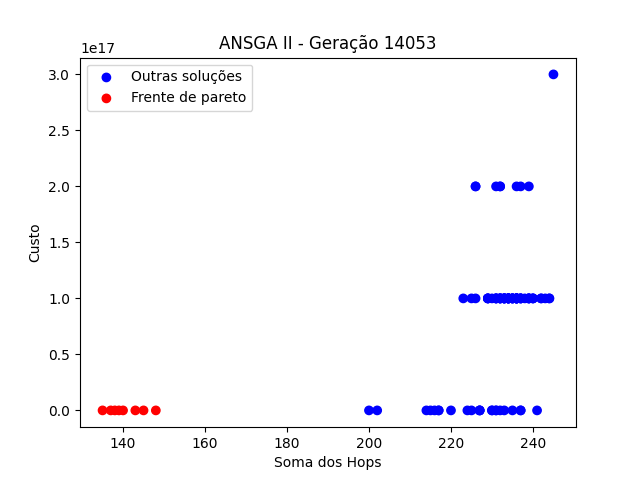 ANSGA II - Geração 14053
1e17
Outras soluções
Frente de pareto
3.0
2.5
2.0
1.5
1.0
0.5
0.0
Custo
140 160 180 200 220 240
Soma dos Hops